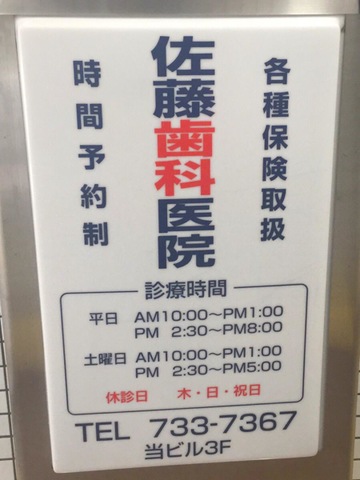 各種保険取扱
佐藤歯科医院
時間予約制
診療時間
平日 AM10:00～PM1:00
PM 2:30～PM8:00
土曜日 AM10:00～PM1:00
PM 2:30～PM5:00
休診日 木・日・祝日
TEL 733-7367
当ビル3F